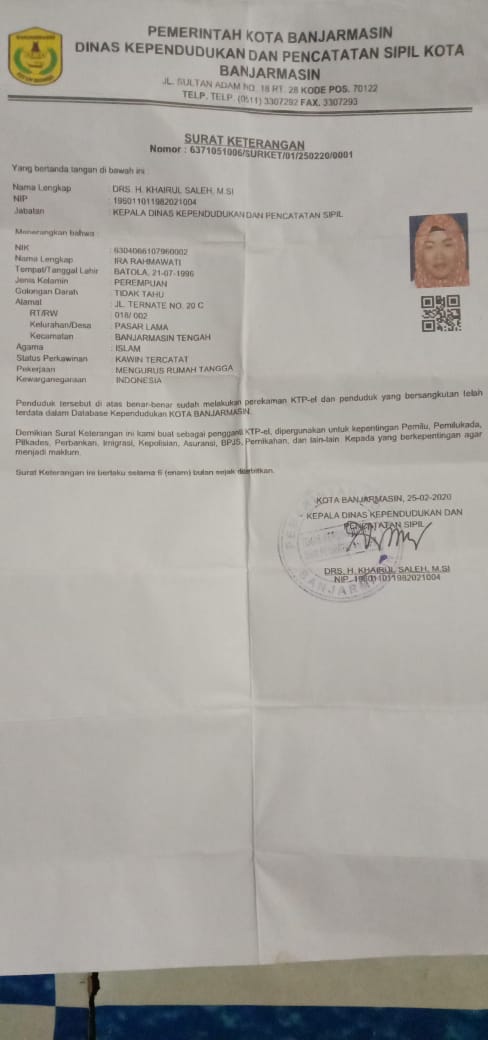 PEMERINTAH KOTA BANJARMASIN
DINAS KEPENDUDUKAN DAN PENCATATAN SIPIL KOTA
BANJARMASIN
JL. SULTAN ADAM NO. 18 RT. 28 KODE POS. 70122
TELP. TELP. (0511) 3307292 FAX. 3307293
SURAT KETERANGAN
Nomor : 6371051006/SURKET/01/250220/0001
Yang bertanda tangan di bawah ini :
Nama Lengkap : DRS. H. KHAIRUL SALEH, M.SI
NIP : 196011011982021004
Jabatan : KEPALA DINAS KEPENDUDUKAN DAN PENCATATAN SIPIL
Menerangkan bahwa :
NIK : 6304066107960002
Nama Lengkap : IRA RAHMAWATI
Tempat/Tanggal Lahir : BATOLA, 21-07-1996
Jenis Kelamin : PEREMPUAN
Golongan Darah : TIDAK TAHU
Alamat : JL. TERNATE NO. 20 C
RT/RW : 018/ 002
Kelurahan/Desa : PASAR LAMA
Kecamatan : BANJARMASIN TENGAH
Agama : ISLAM
Status Perkawinan : KAWIN TERCATAT
Pekerjaan : MENGURUS RUMAH TANGGA
Kewarganegaraan : INDONESIA
Penduduk tersebut di atas benar-benar sudah melakukan perekaman KTP-el dan penduduk yang bersangkutan telah
terdata dalam Database Kependudukan KOTA BANJARMASIN.
Demikian Surat Keterangan ini kami buat sebagai pengganti KTP-el, dipergunakan untuk kepentingan Pemilu, Pemilukada,
Pilkades, Perbankan, Imigrasi, Kepolisian, Asuransi, BPJS, Pernikahan, dan lain-lain. Kepada yang berkepentingan agar
menjadi maklum.
Surat Keterangan ini berlaku selama 6 (enam) bulan sejak diterbitkan.
KOTA BANJARMASIN, 25-02-2020
KEPALA DINAS KEPENDUDUKAN DAN
PENCATATAN SIPIL
DRS. H. KHAIRUL SALEH, M.SI
NIP. 196011011982021004